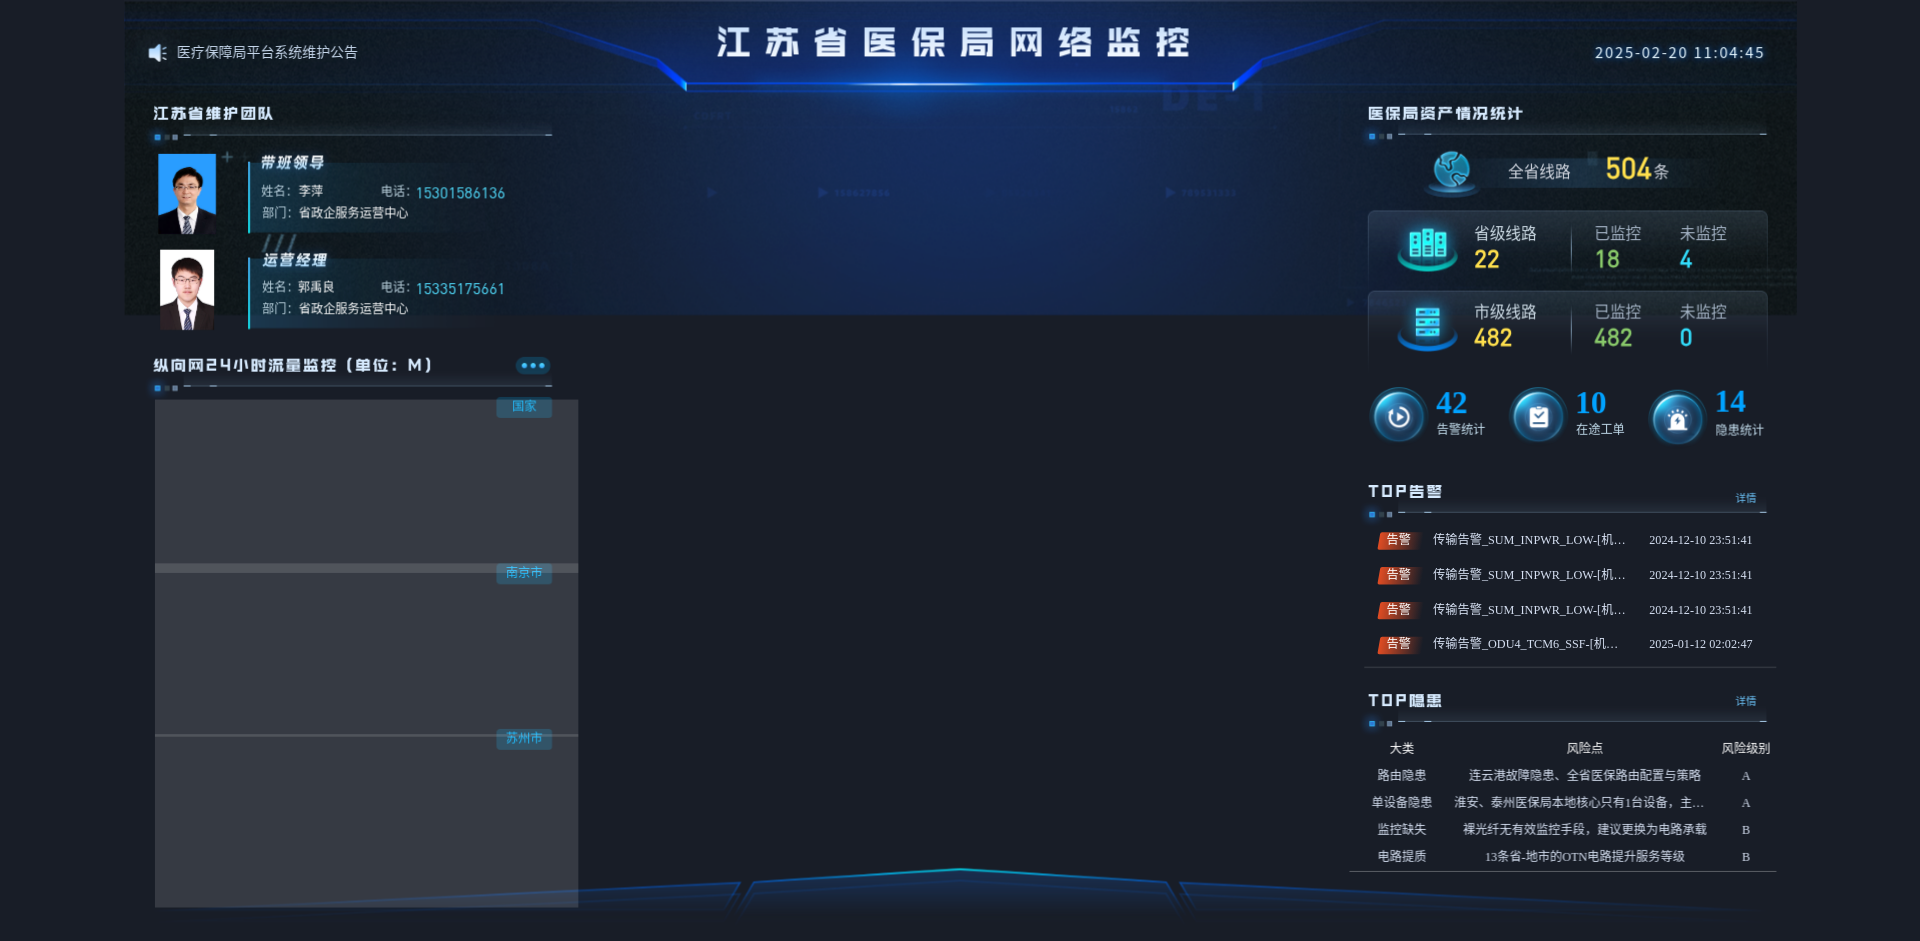 江苏省医保局网络监控
医疗保障局平台系统维护公告
2025-02-20 11:04:45
江苏省维护团队
带班领导
姓名：李萍 电话：15301586136
部门：省政企服务运营中心
运营经理
姓名：郭禹良 电话：15335175661
部门：省政企服务运营中心
纵向网24小时流量监控（单位：M）
国家
南京市
苏州市
医保局资产情况统计
全省线路 504条
省级线路 已监控 未监控
22 18 4
市级线路 已监控 未监控
482 482 0
42 10 14
告警统计 在途工单 隐患统计
TOP告警 详情
告警 传输告警_SUM_INPWR_LOW-[机... 2024-12-10 23:51:41
告警 传输告警_SUM_INPWR_LOW-[机... 2024-12-10 23:51:41
告警 传输告警_SUM_INPWR_LOW-[机... 2024-12-10 23:51:41
告警 传输告警_ODU4_TCM6_SSF-[机... 2025-01-12 02:02:47
TOP隐患 详情
大类 风险点 风险级别
路由隐患 连云港故障隐患、全省医保路由配置与策略 A
单设备隐患 淮安、泰州医保局本地核心只有1台设备，主... A
监控缺失 裸光纤无有效监控手段，建议更换为电路承载 B
电路提质 13条省-地市的OTN电路提升服务等级 B